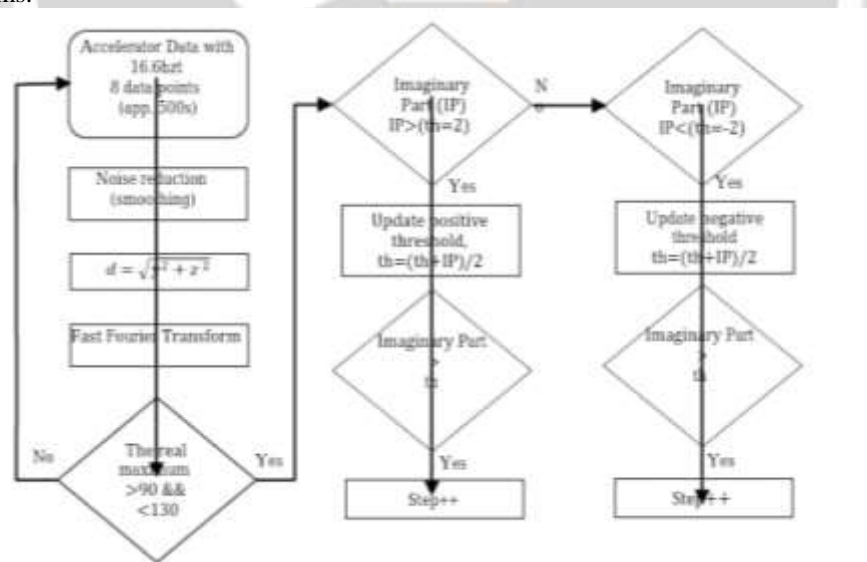 Accelerator Data with
16.6hzt
8 data points
(app. 500s)
Noise reduction
(smoothing)
Fast Fourier Transform
The real
maximum
>90 &&
<130
No
Yes
Imaginary
Part (IP)
IP>(th=2)
N
o
Yes
Update positive
threshold,
th=(th+IP)/2
Imaginary Part
>
th
Yes
Step++
Imaginary
Part (IP)
IP<(th=-2)
Yes
Update negative
threshold
th=(th+IP)/2
Imaginary Part
>
th
Yes
Step++